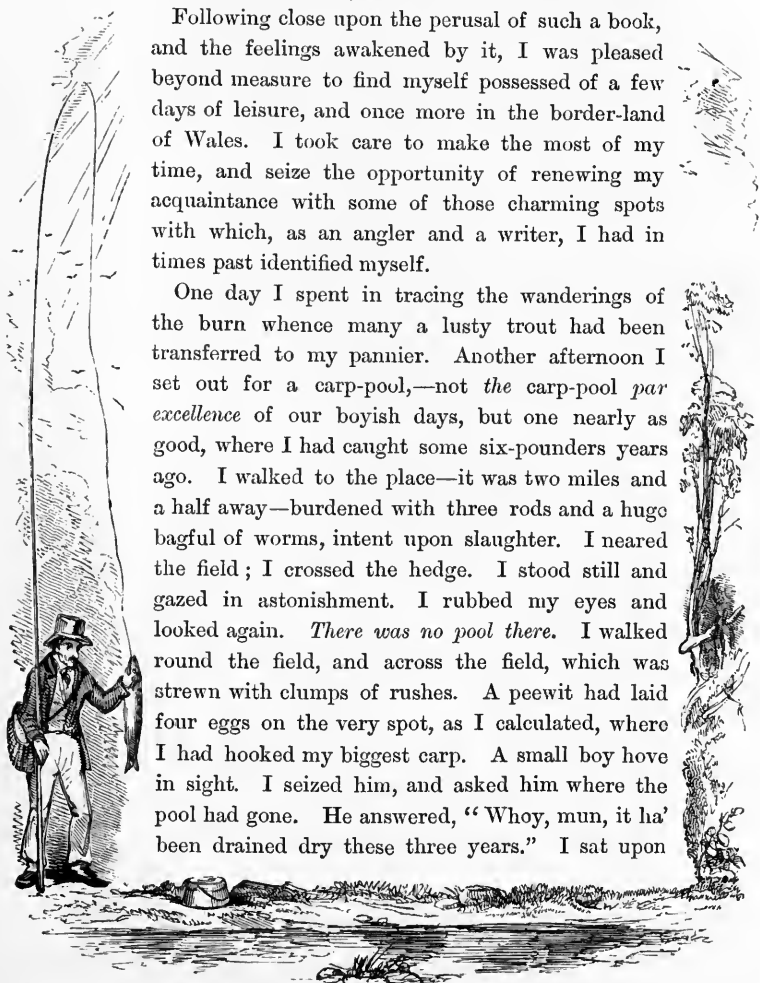 Following close upon the perusal of such a book,
and the feelings awakened by it, I was pleased
beyond measure to find myself possessed of a few
days of leisure, and once more in the border-land
of Wales. I took care to make the most of my
time, and seize the opportunity of renewing my
acquaintance with some of those charming spots
with which, as an angler and a writer, I had in
times past identified myself.
One day I spent in tracing the wanderings of
the burn whence many a lusty trout had been
transferred to my pannier. Another afternoon I
set out for a carp-pool,—not the carp-pool par
excellence of our boyish days, but one nearly as
good, where I had caught some six-pounders years
ago. I walked to the place—it was two miles and
a half away—burdened with three rods and a huge
bagful of worms, intent upon slaughter. I neared
the field; I crossed the hedge. I stood still and
gazed in astonishment. I rubbed my eyes and
looked again. There was no pool there. I walked
round the field, and across the field, which was
strewn with clumps of rushes. A peewit had laid
four eggs on the very spot, as I calculated, where
I had hooked my biggest carp. A small boy hove
in sight. I seized him, and asked him where the
pool had gone. He answered, “Whoy, mun, it ha’
been drained dry these three years.” I sat upon